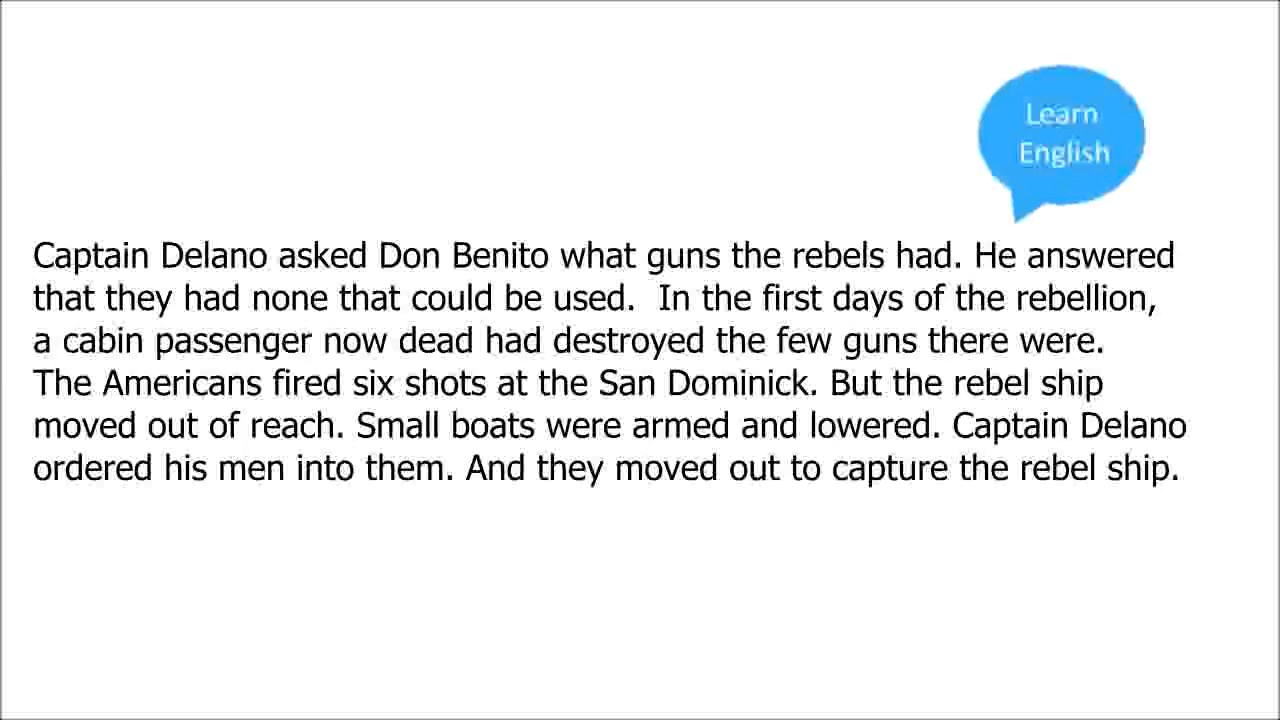 Learn
English
Captain Delano asked Don Benito what guns the rebels had. He answered
that they had none that could be used.  In the first days of the rebellion,
a cabin passenger now dead had destroyed the few guns there were.
The Americans fired six shots at the San Dominick. But the rebel ship
moved out of reach. Small boats were armed and lowered. Captain Delano
ordered his men into them. And they moved out to capture the rebel ship.